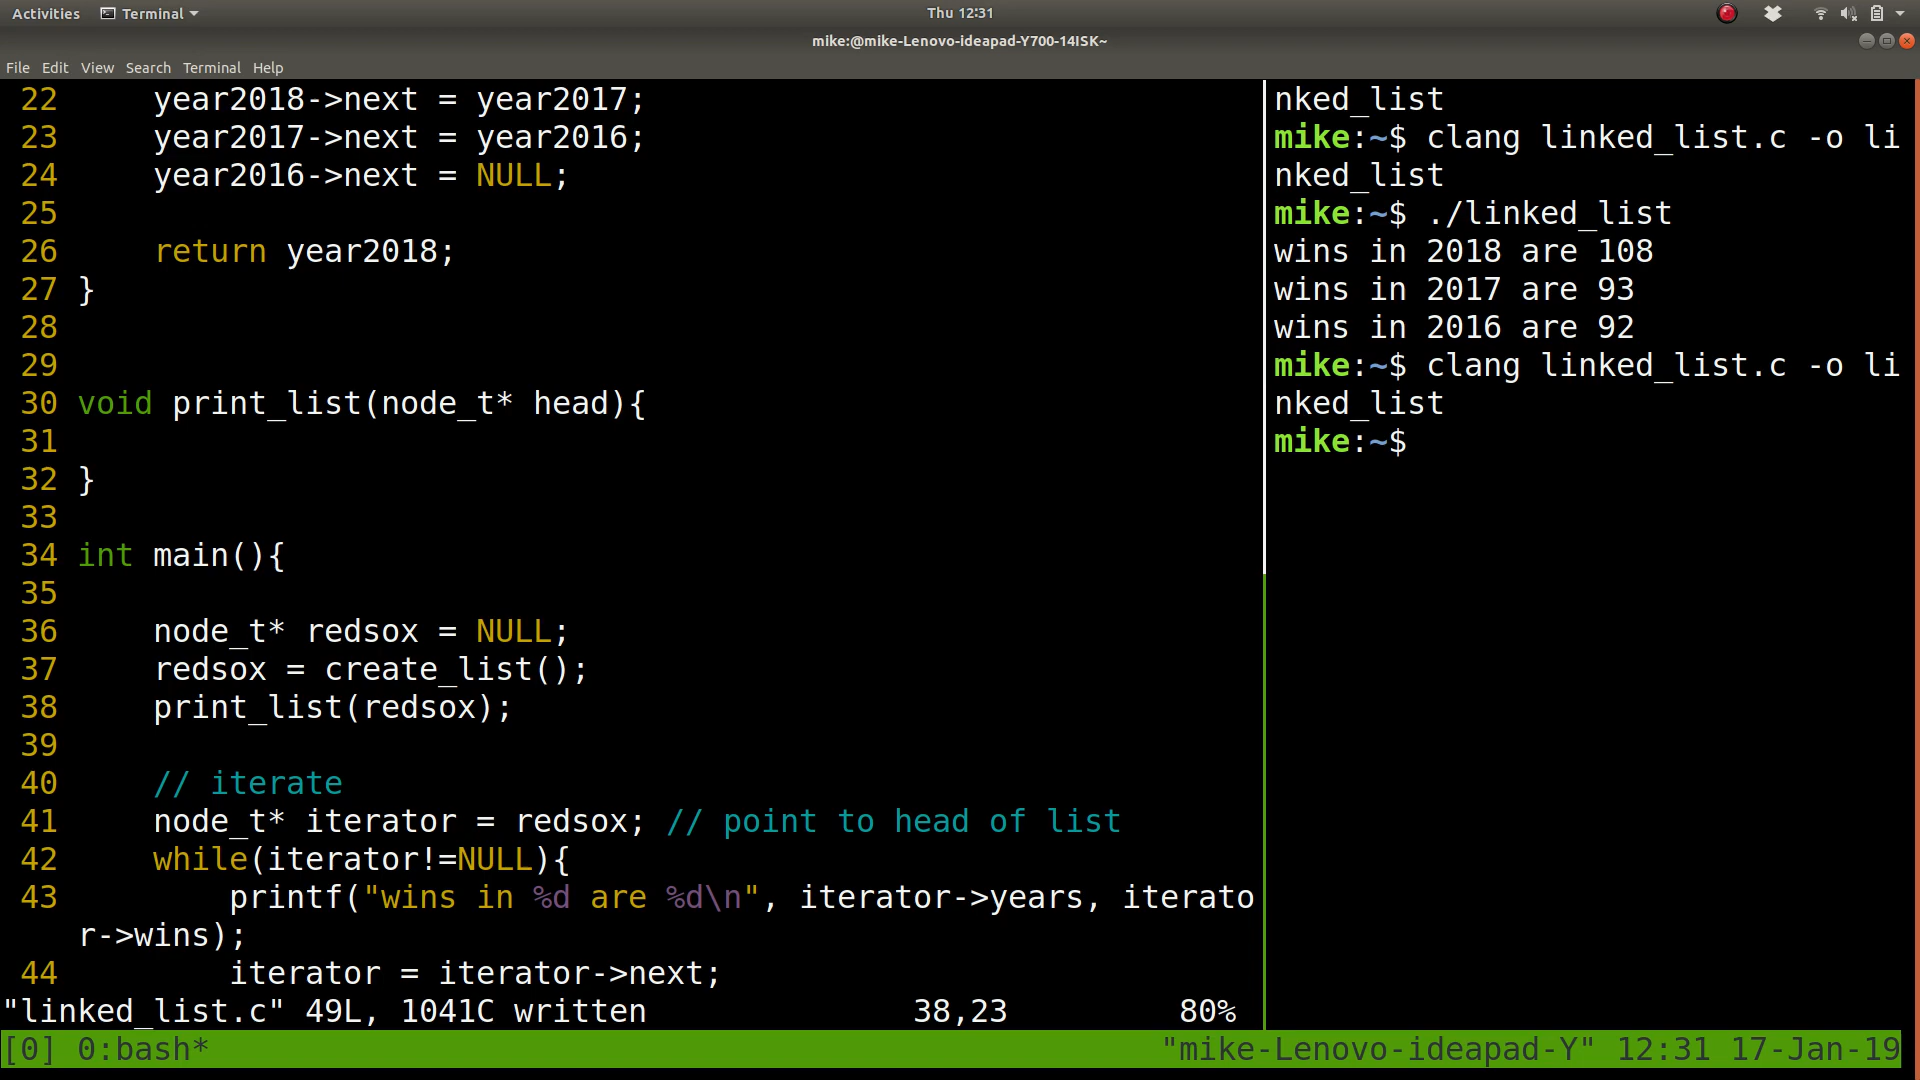 Activities Terminal Thu 12:31
mike:@mike-Lenovo-ideapad-Y700-14ISK~
File Edit View Search Terminal Help
22 year2018->next = year2017;
23 year2017->next = year2016;
24 year2016->next = NULL;
25
26 return year2018;
27 }
28
29
30 void print_list(node_t* head){
31
32 }
33
34 int main(){
35
36 node_t* redsox = NULL;
37 redsox = create_list();
38 print_list(redsox);
39
40 // iterate
41 node_t* iterator = redsox; // point to head of list
42 while(iterator!=NULL){
43 printf("wins in %d are %d\n", iterator->years, iterato
r->wins);
44 iterator = iterator->next;
"linked_list.c" 49L, 1041C written 38,23 80%
nked_list
mike:~$ clang linked_list.c -o li
nked_list
mike:~$ ./linked_list
wins in 2018 are 108
wins in 2017 are 93
wins in 2016 are 92
mike:~$ clang linked_list.c -o li
nked_list
mike:~$
[0] 0:bash* "mike-Lenovo-ideapad-Y" 12:31 17-Jan-19